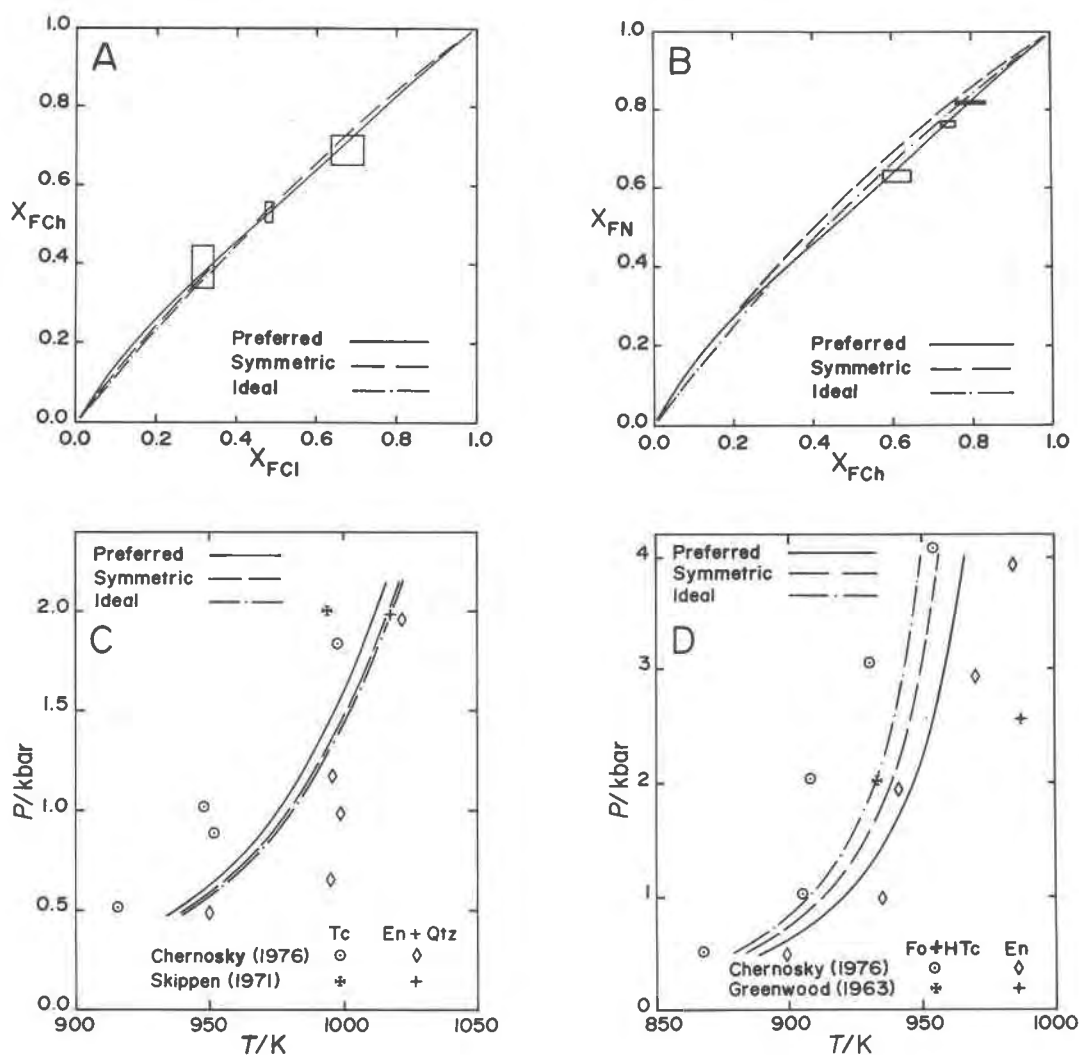 A
1.0
0.8
0.6
0.4
0.2
0.0
X_FCh
Preferred
Symmetric
Ideal
0.0 0.2 0.4 0.6 0.8 1.0
X_FCl
B
1.0
0.8
0.6
0.4
0.2
0.0
X_FN
Preferred
Symmetric
Ideal
0.0 0.2 0.4 0.6 0.8 1.0
X_FCh
Preferred
Symmetric
Ideal
C
2.0
1.5
1.0
0.5
0.0
P/kbar
Tc En + Qtz
Chernosky (1976)
Skippen (1971)
900 950 1000 1050
T/K
Preferred
Symmetric
Ideal
D
4
3
2
1
0
P/kbar
Fo+HTc En
Chernosky (1976)
Greenwood (1963)
850 900 950 1000
T/K